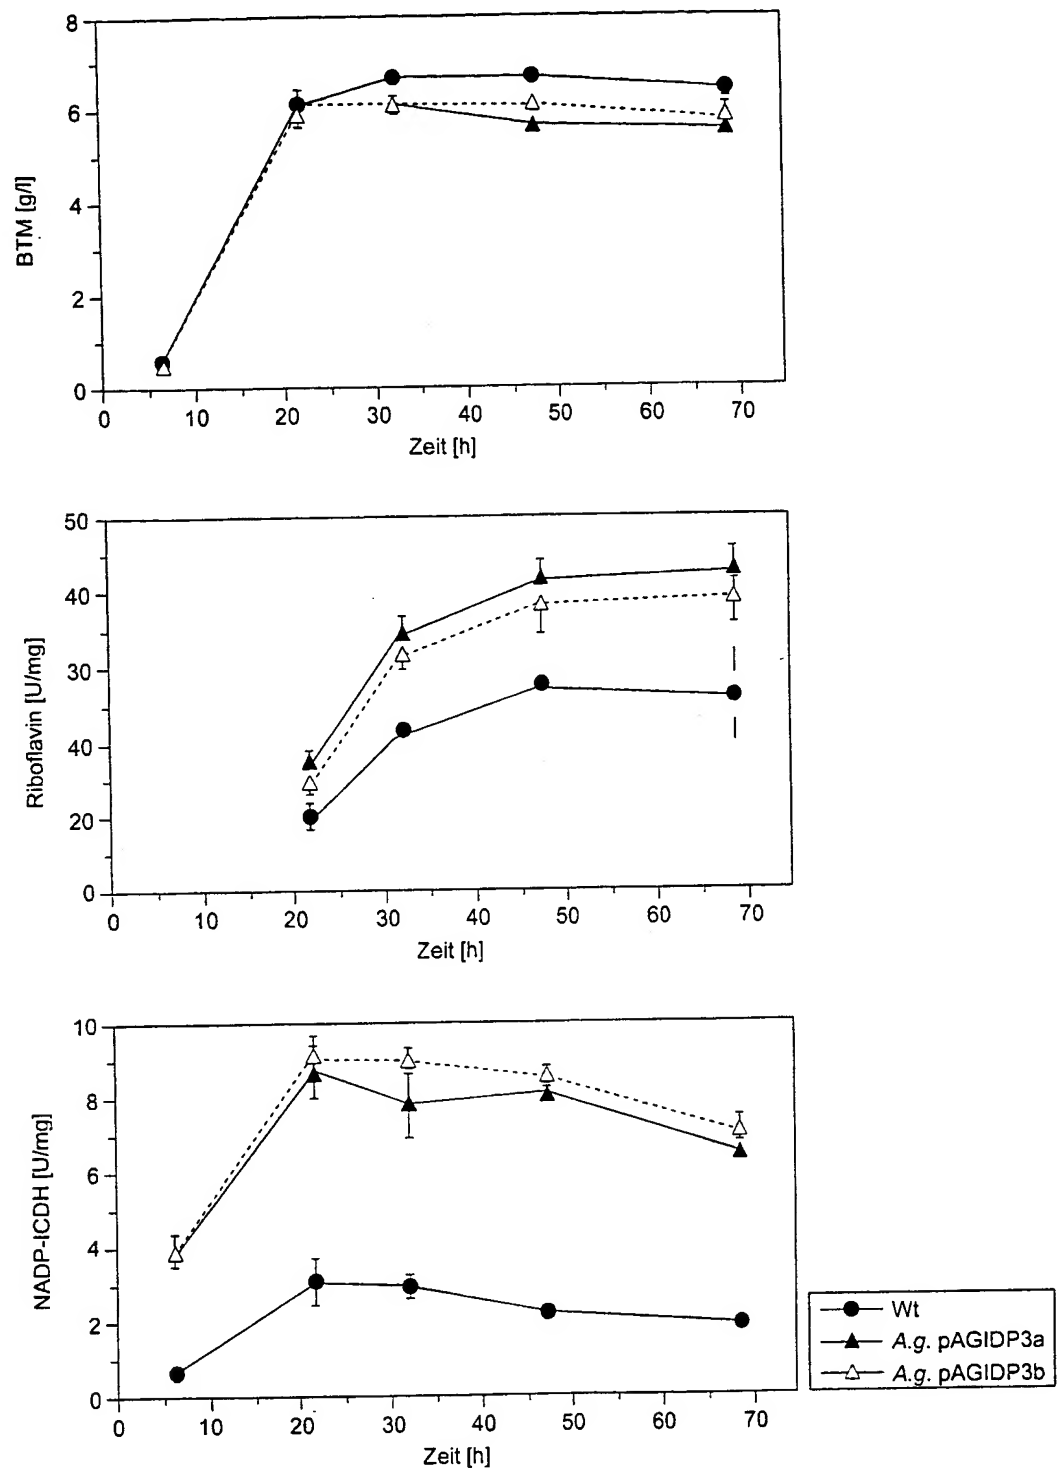 8
6
4
2
0
BTM [g/l]
0 10 20 30 40 50 60 70
Zeit [h]
50
40
30
40
20
0
Riboflavin [U/mg]
0 10 20 30 40 50 60 70
Zeit [h]
10
8
6
4
2
0
NADP-ICDH [U/mg]
0 10 20 30 40 50 60 70
Zeit [h]
Wt
A.g. pAGIDP3a
A.g. pAGIDP3b